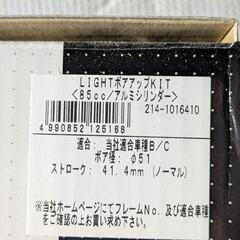 LIGHTボアアップKIT
<85cc/アルミシリンダー>
214-1016410
4990852125166
適合: 当社適合車種B/C
ボア径: φ51
ストローク: 41.4mm (ノーマル)
※当社ホームページにてフレームNo.及び適合車種
をご確認の上お買い求め下さい。